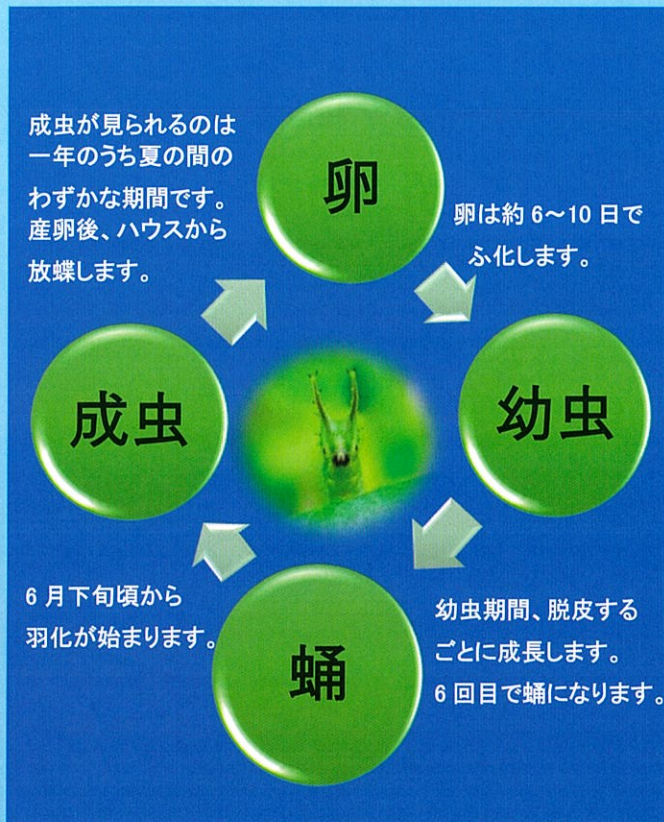 卵
卵は約 6～10 日で
ふ化します。
幼虫
幼虫期間、脱皮する
ごとに成長します。
6 回目で蛹になります。
蛹
6 月下旬頃から
羽化が始まります。
成虫
成虫が見られるのは
一年のうち夏の間の
わずかな期間です。
産卵後、ハウスから
放蝶します。